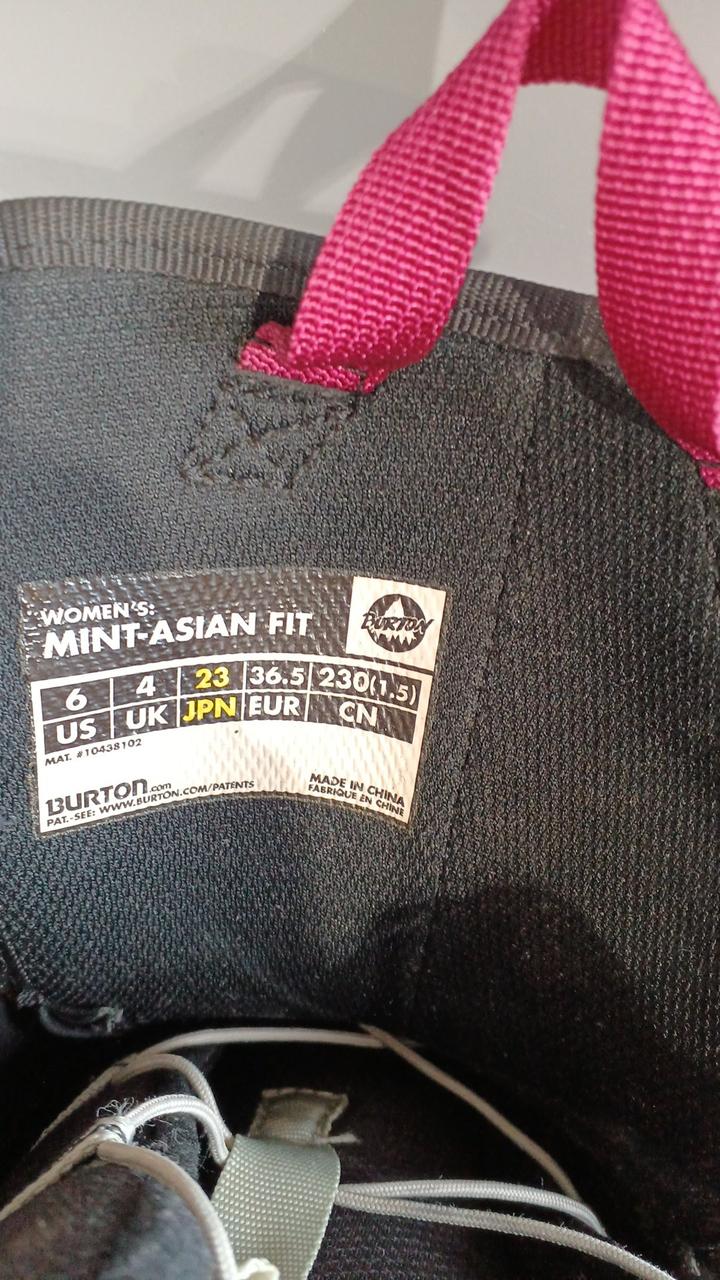 WOMEN'S:
MINT-ASIAN FIT
BURTON
6 4 23 36.5 230(1.5)
US UK JPN EUR CN
MAT. #10438102
BURTON.com
PAT.-SEE: WWW.BURTON.COM/PATENTS
MADE IN CHINA
FABRIQUE EN CHINE